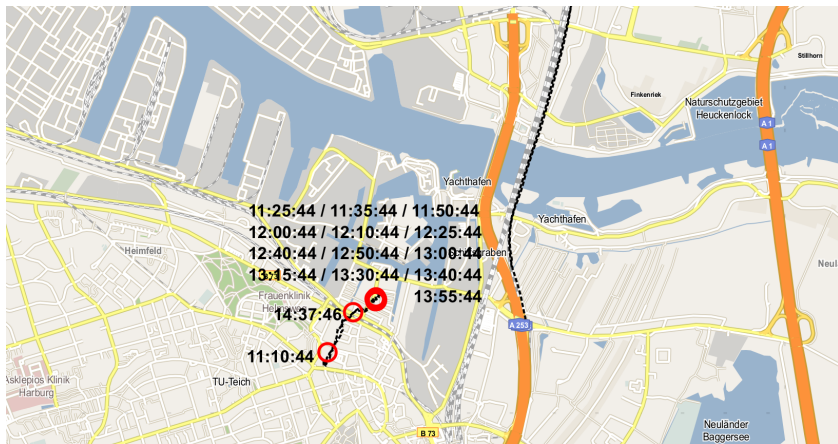 Stillhorn
Finkenriek
Naturschutzgebiet
Heuckenlock
A 1
A 1
Yachthafen
11:25:44 / 11:35:44 / 11:50:44
Yachthafen
12:00:44 / 12:10:44 / 12:25:44
Heimfeld
12:40:44 / 12:50:44 / 13:00:44
13:15:44 / 13:30:44 / 13:40:44
Frauenklinik
13:55:44
14:37:46
A 253
11:10:44
TU-Teich
Asklepios Klinik
Harburg
B 73
Neuländer
Baggersee